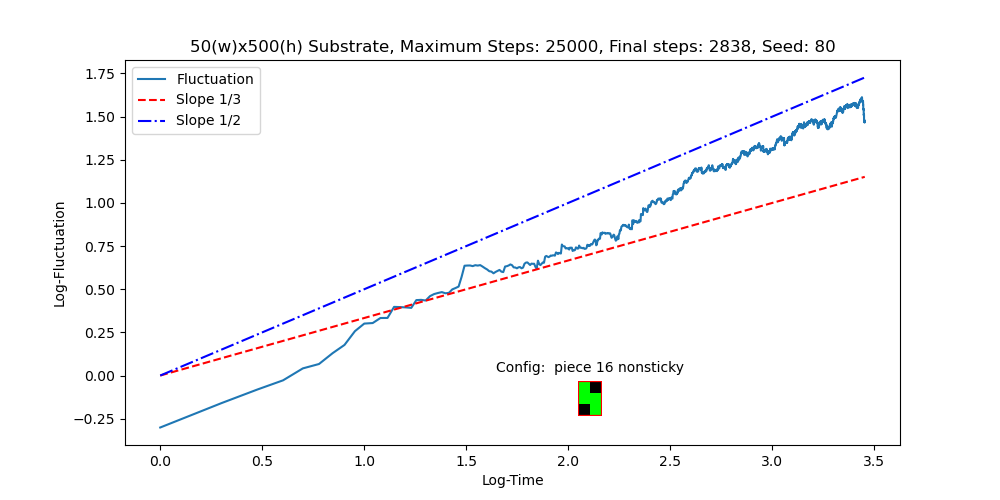 50(w)x500(h) Substrate, Maximum Steps: 25000, Final steps: 2838, Seed: 80
1.75
1.50
1.25
1.00
0.75
0.50
0.25
0.00
−0.25
Log-Fluctuation
Fluctuation
Slope 1/3
Slope 1/2
Config:  piece 16 nonsticky
0.0 0.5 1.0 1.5 2.0 2.5 3.0 3.5
Log-Time